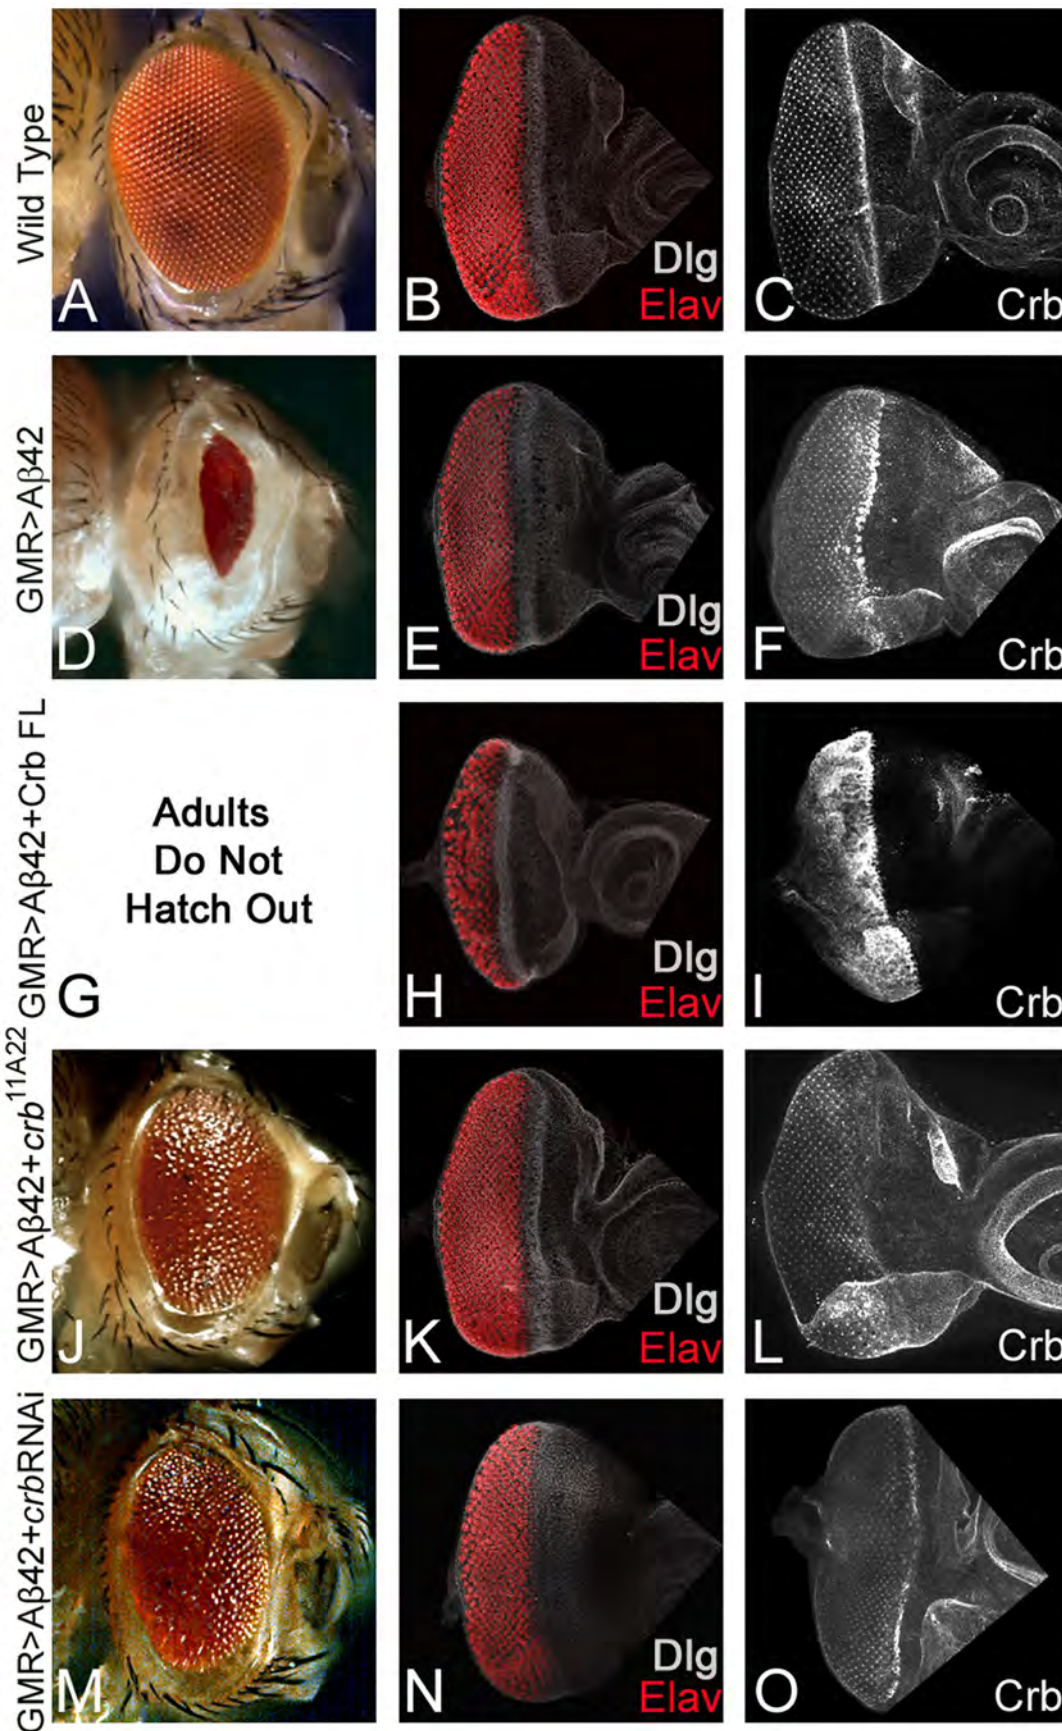 Wild Type
A
B
Dlg
Elav
C
Crb
GMR>Aβ42
D
E
Dlg
Elav
F
Crb
GMR>Aβ42+Crb FL
Adults
Do Not
Hatch Out
G
H
Dlg
Elav
I
Crb
GMR>Aβ42+crb11A22
J
K
Dlg
Elav
L
Crb
GMR>Aβ42+crbRNAi
M
N
Dlg
Elav
O
Crb